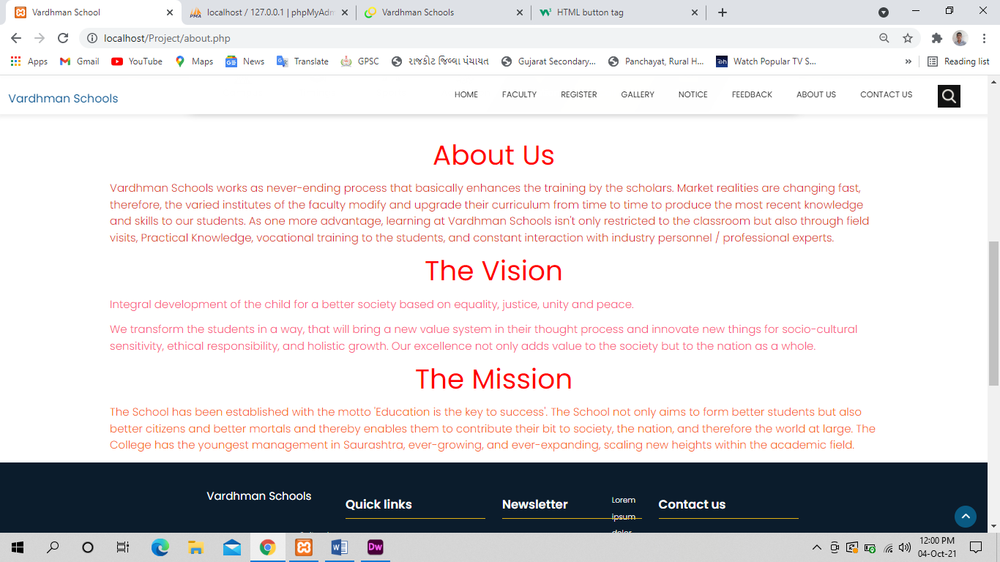 Vardhman School
localhost / 127.0.0.1 | phpMyAdm
Vardhman Schools
HTML button tag
localhost/Project/about.php
Apps
Gmail
YouTube
Maps
News
Translate
GPSC
રાજકોટ જિલ્લા પંચાયત
Gujarat Secondary...
Panchayat, Rural H...
Watch Popular TV S...
Reading list
Vardhman Schools
HOME
FACULTY
REGISTER
GALLERY
NOTICE
FEEDBACK
ABOUT US
CONTACT US
About Us
Vardhman Schools works as never-ending process that basically enhances the training by the scholars. Market realities are changing fast,
therefore, the varied institutes of the faculty modify and upgrade their curriculum from time to time to produce the most recent knowledge
and skills to our students. As one more advantage, learning at Vardhman Schools isn't only restricted to the classroom but also through field
visits, Practical Knowledge, vocational training to the students, and constant interaction with industry personnel / professional experts.
The Vision
Integral development of the child for a better society based on equality, justice, unity and peace.
We transform the students in a way, that will bring a new value system in their thought process and innovate new things for socio-cultural
sensitivity, ethical responsibility, and holistic growth. Our excellence not only adds value to the society but to the nation as a whole.
The Mission
The School has been established with the motto 'Education is the key to success'. The School not only aims to form better students but also
better citizens and better mortals and thereby enables them to contribute their bit to society, the nation, and therefore the world at large. The
College has the youngest management in Saurashtra, ever-growing, and ever-expanding, scaling new heights within the academic field.
Vardhman Schools
Quick links
Newsletter
Lorem
ipsum
Contact us
12:00 PM
04-Oct-21